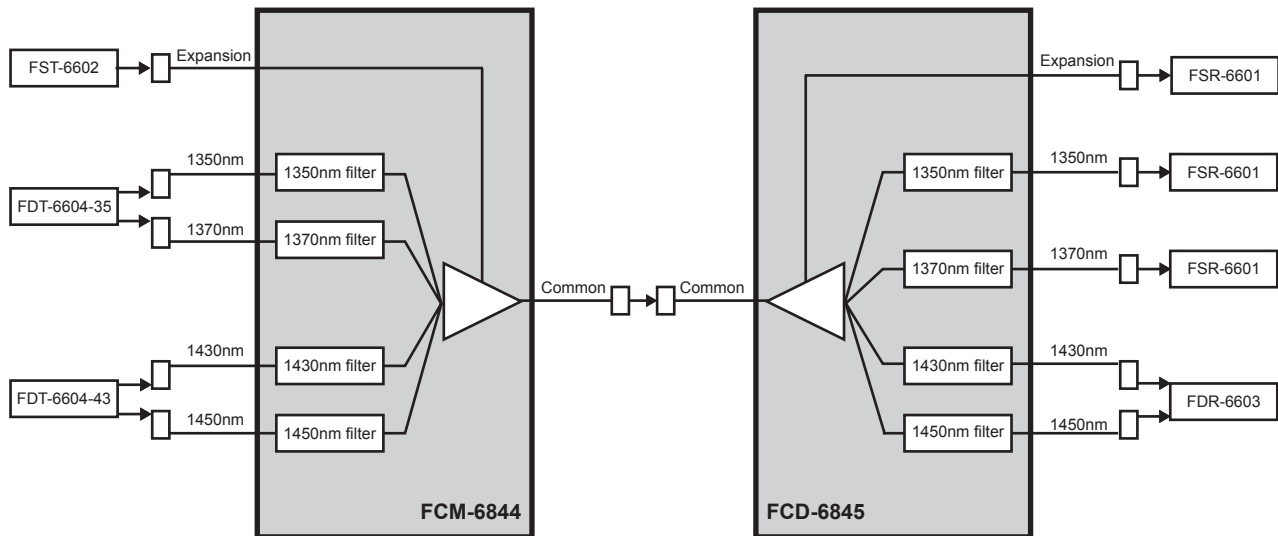 FST-6602
Expansion
FDT-6604-35
1350nm
1370nm
FDT-6604-43
1430nm
1450nm
1350nm filter
1370nm filter
1430nm filter
1450nm filter
FCM-6844
Common
Common
1350nm filter
1370nm filter
1430nm filter
1450nm filter
FCD-6845
Expansion
FSR-6601
1350nm
FSR-6601
1370nm
FSR-6601
1430nm
1450nm
FDR-6603